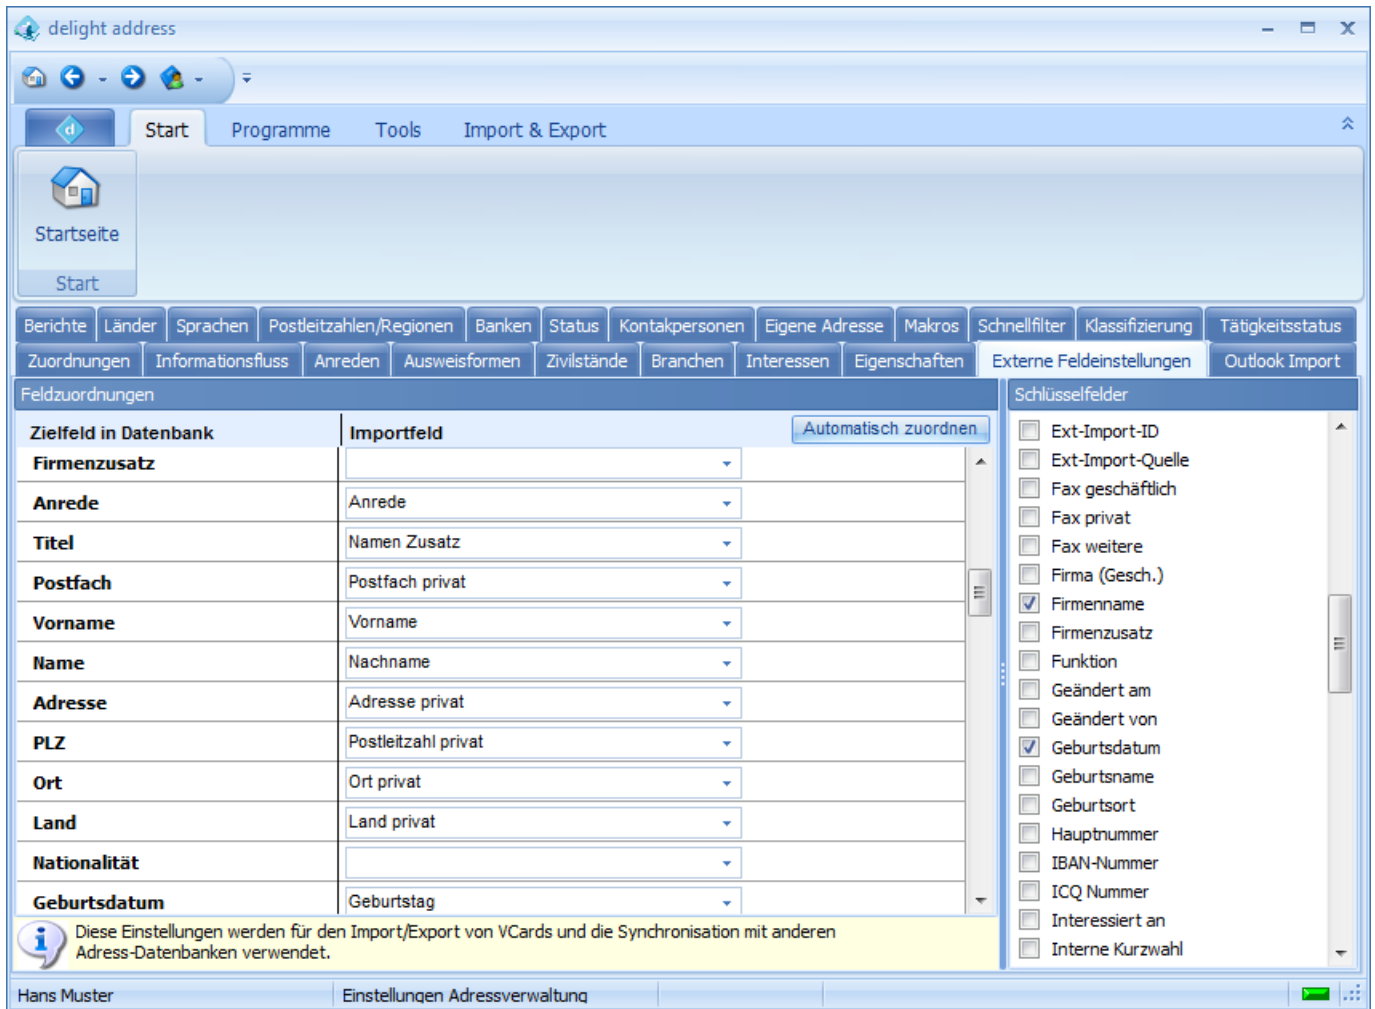 delight address
Start Programme Tools Import & Export
Startseite
Start
Berichte Länder Sprachen Postleitzahlen/Regionen Banken Status Kontakpersonen Eigene Adresse Makros Schnellfilter Klassifizierung Tätigkeitsstatus
Zuordnungen Informationsfluss Anreden Ausweisformen Zivilstände Branchen Interessen Eigenschaften Externe Feldeinstellungen Outlook Import
Feldzuordnungen
Zielfeld in Datenbank Importfeld Automatisch zuordnen
Firmenzusatz
Anrede Anrede
Titel Namen Zusatz
Postfach Postfach privat
Vorname Vorname
Name Nachname
Adresse Adresse privat
PLZ Postleitzahl privat
Ort Ort privat
Land Land privat
Nationalität
Geburtsdatum Geburtstag
Diese Einstellungen werden für den Import/Export von VCards und die Synchronisation mit anderen
Adress-Datenbanken verwendet.
Schlüsselfelder
Ext-Import-ID
Ext-Import-Quelle
Fax geschäftlich
Fax privat
Fax weitere
Firma (Gesch.)
Firmenname
Firmenzusatz
Funktion
Geändert am
Geändert von
Geburtsdatum
Geburtsname
Geburtsort
Hauptnummer
IBAN-Nummer
ICQ Nummer
Interessiert an
Interne Kurzwahl
Hans Muster Einstellungen Adressverwaltung